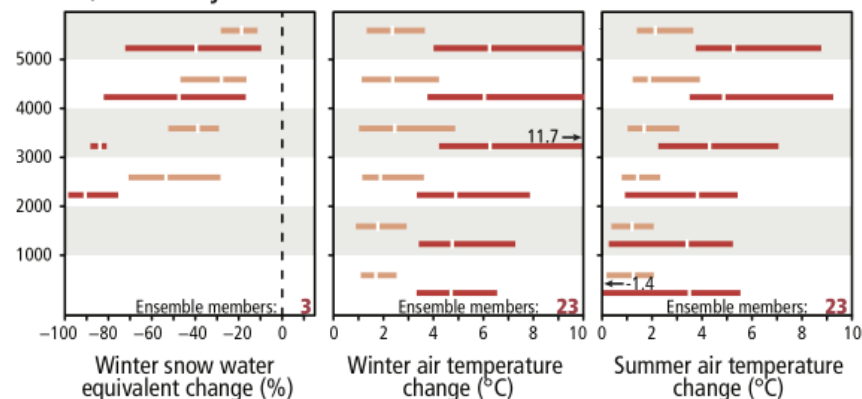 5000
4000
3000
2000
1000
11.7
-1.4
Ensemble members: 3
Ensemble members: 23
Ensemble members: 23
−100 −80 −60 −40 −20 0
0 2 4 6 8 10
0 2 4 6 8 10
Winter snow water
equivalent change (%)
Winter air temperature
change (°C)
Summer air temperature
change (°C)